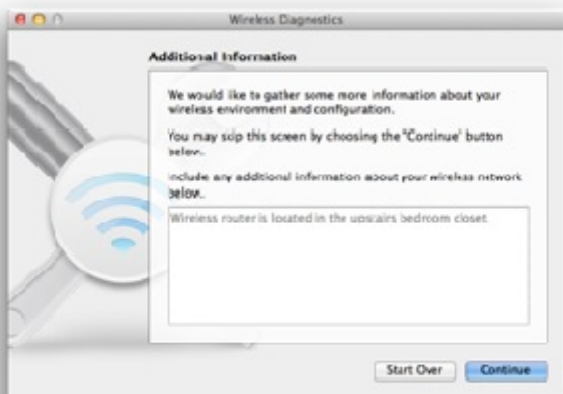 Wireless Diagnostics
Additional Information
We would like to gather some more information about your
wireless environment and configuration.
You may skip this screen by choosing the "Continue" button
below.
Include any additional information about your wireless network
below.
Wireless router is located in the upstairs bedroom closet
Start Over
Continue